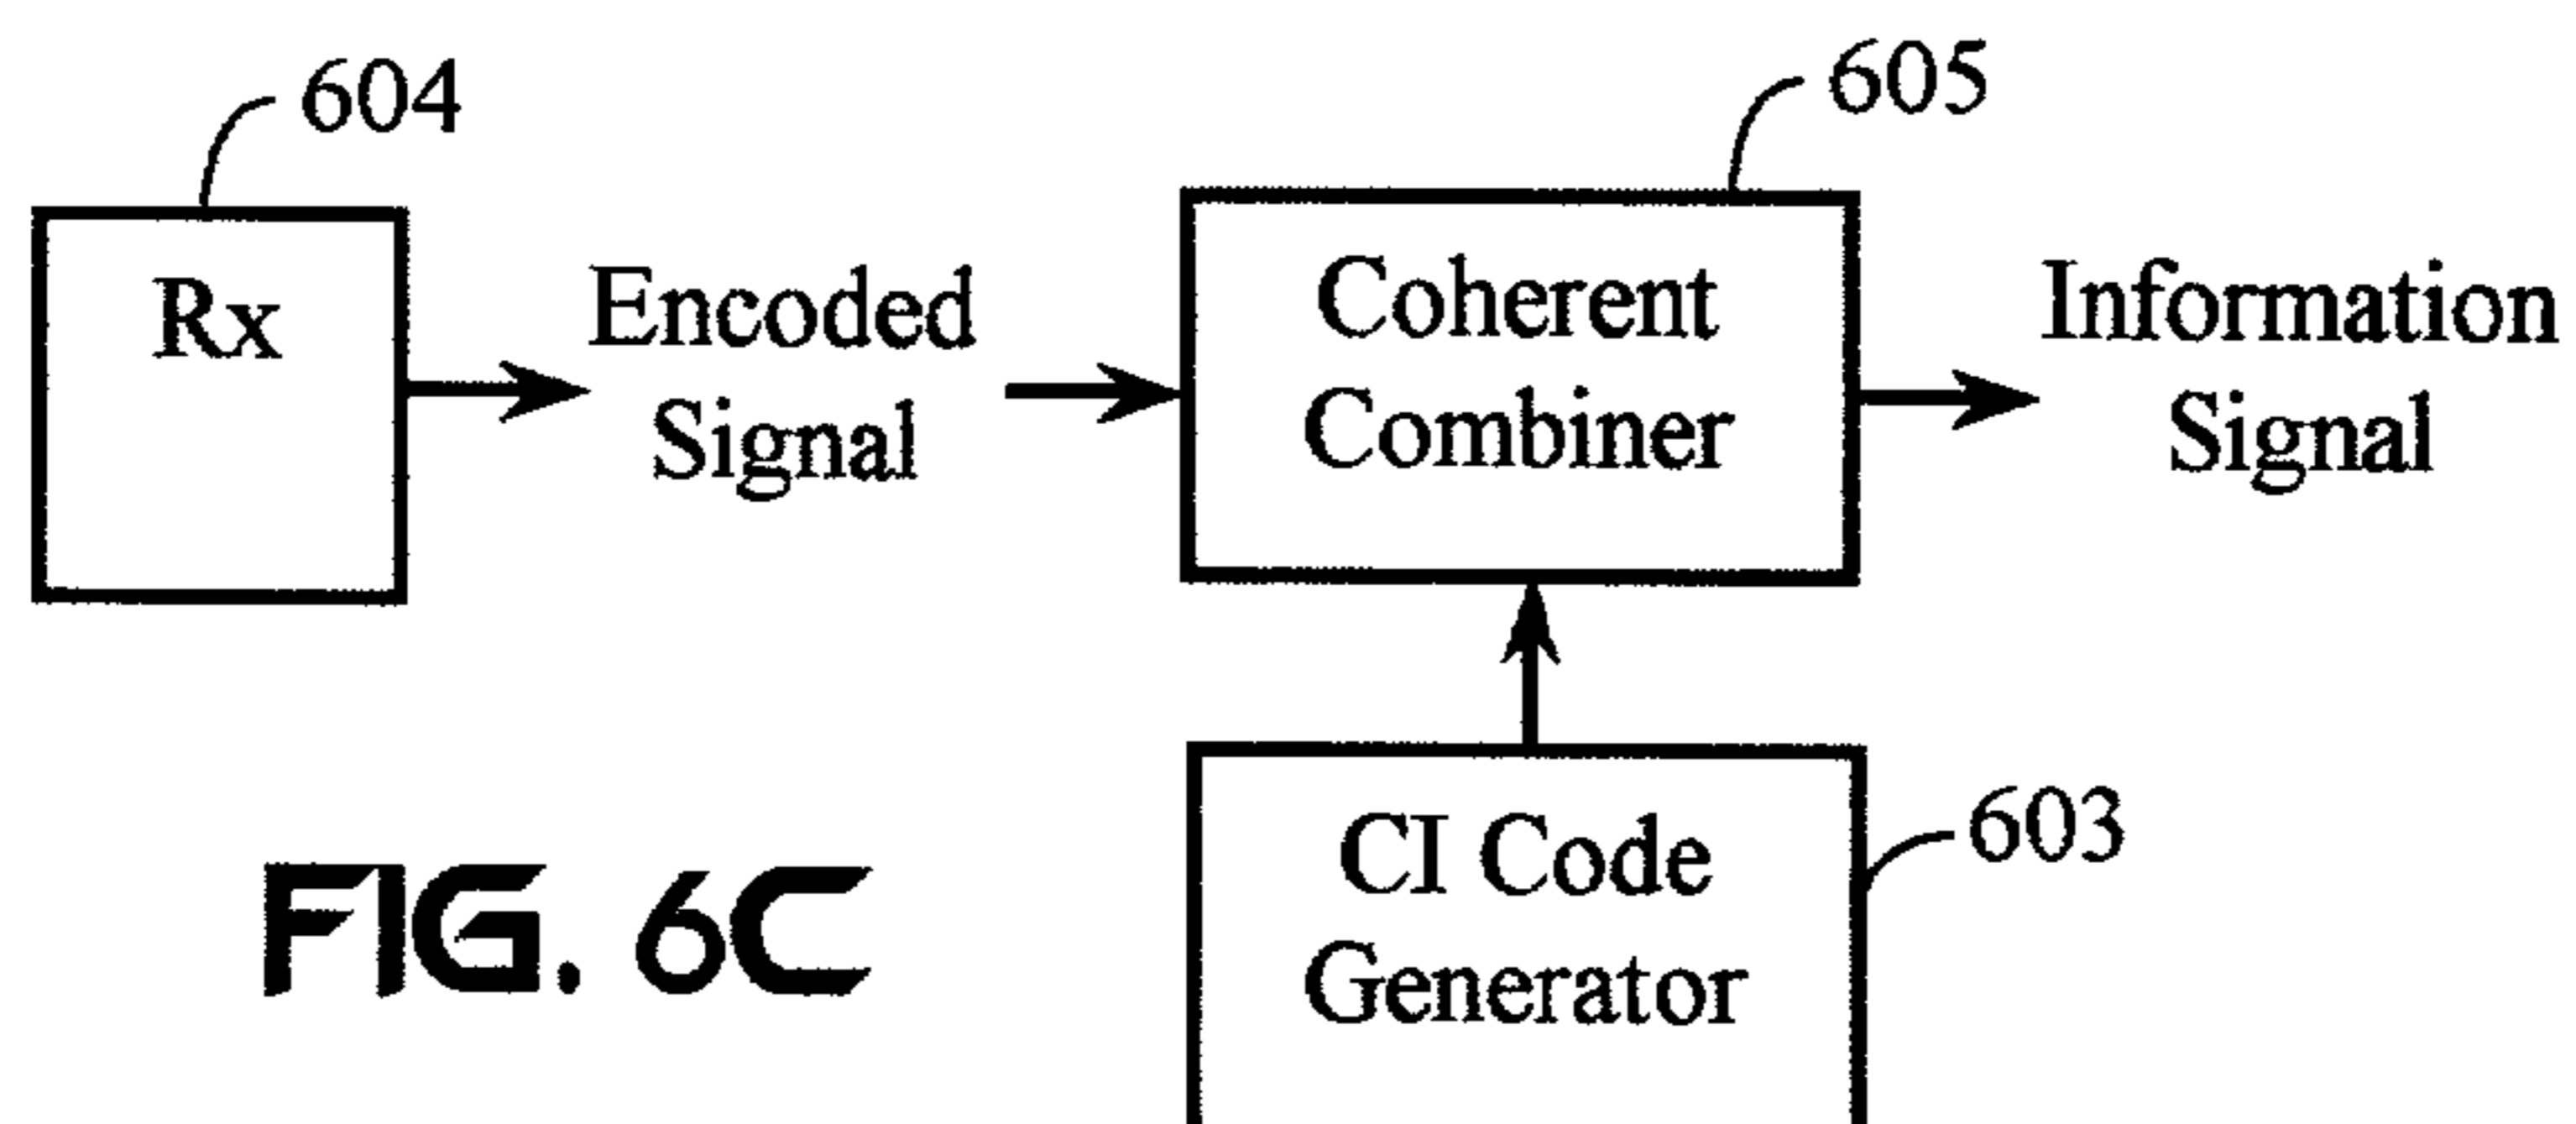 604
605
Rx
Encoded
Signal
Coherent
Combiner
Information
Signal
CI Code
Generator
603
FIG. 6C